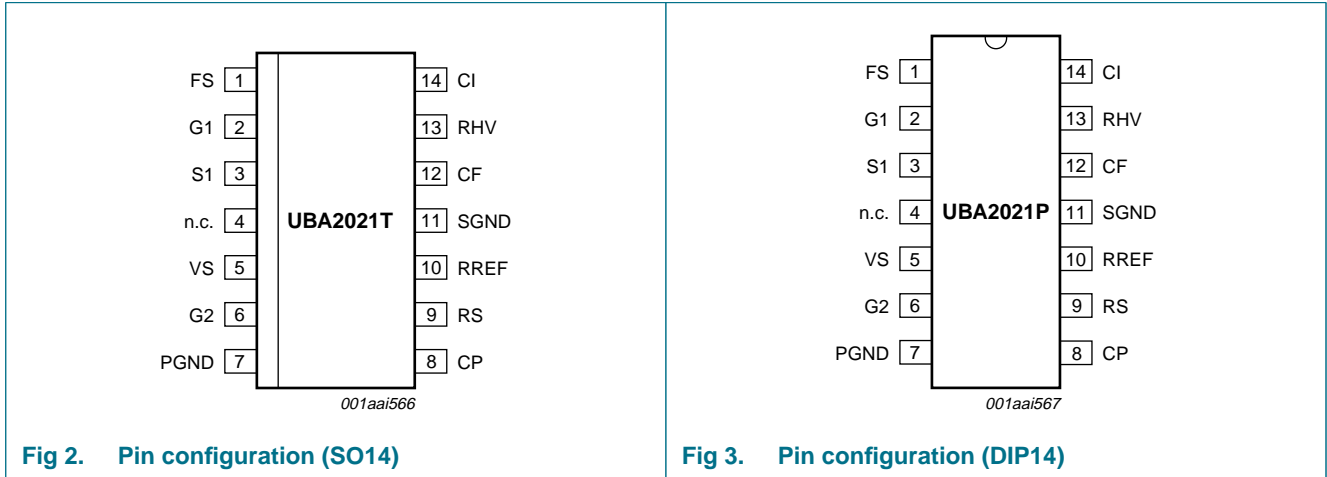 FS 1 14 CI
G1 2 13 RHV
S1 3 12 CF
n.c. 4 UBA2021T 11 SGND
VS 5 10 RREF
G2 6 9 RS
PGND 7 8 CP
001aai566
Fig 2. Pin configuration (SO14)
FS 1 14 CI
G1 2 13 RHV
S1 3 12 CF
n.c. 4 UBA2021P 11 SGND
VS 5 10 RREF
G2 6 9 RS
PGND 7 8 CP
001aai567
Fig 3. Pin configuration (DIP14)